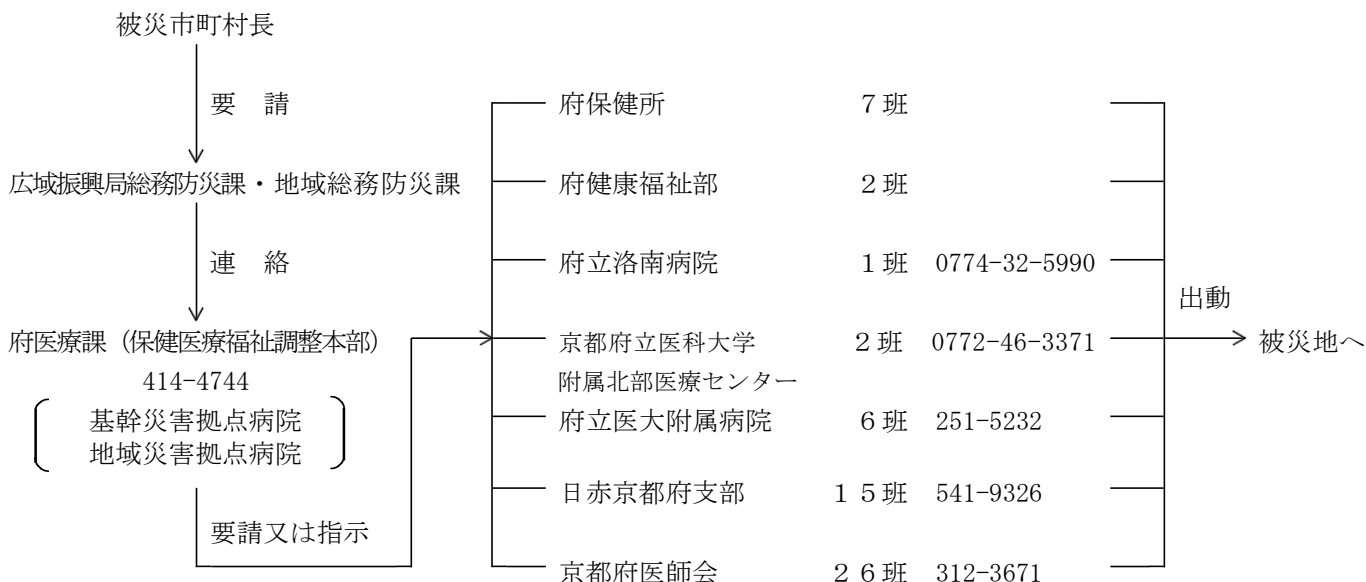 被災市町村長
要　請
広域振興局総務防災課・地域総務防災課
連　絡
府医療課（保健医療福祉調整本部）
414-4744
基幹災害拠点病院
地域災害拠点病院
要請又は指示
府保健所　７班
府健康福祉部　２班
府立洛南病院　１班　0774-32-5990
京都府立医科大学　２班　0772-46-3371
附属北部医療センター
府立医大附属病院　６班　251-5232
日赤京都府支部　１５班　541-9326
京都府医師会　２６班　312-3671
出動
被災地へ